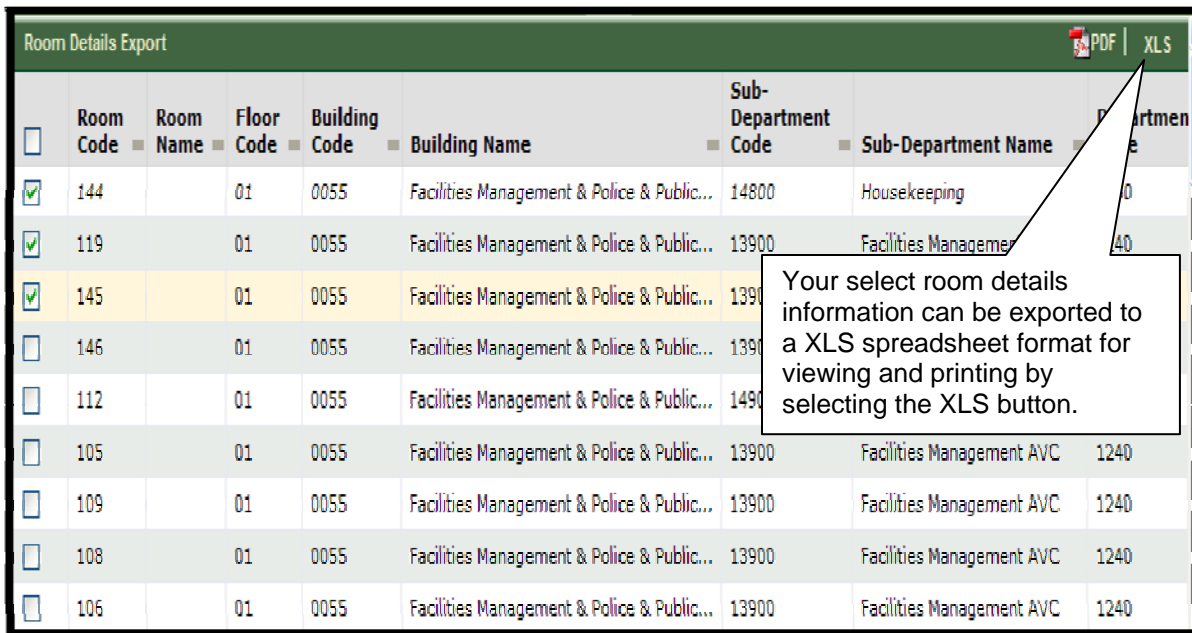 Room Details Export PDF XLS
Room Code Room Name Floor Code Building Code Building Name Sub-Department Code Sub-Department Name
144 01 0055 Facilities Management & Police & Public... 14800 Housekeeping
119 01 0055 Facilities Management & Police & Public... 13900 Facilities
145 01 0055 Facilities Management & Police & Public...
146 01 0055 Facilities Management & Police & Public...
112 01 0055 Facilities Management & Police & Public...
Your select room details
information can be exported to
a XLS spreadsheet format for
viewing and printing by
selecting the XLS button.
105 01 0055 Facilities Management & Police & Public... 13900 Facilities Management AVC 1240
109 01 0055 Facilities Management & Police & Public... 13900 Facilities Management AVC 1240
108 01 0055 Facilities Management & Police & Public... 13900 Facilities Management AVC 1240
106 01 0055 Facilities Management & Police & Public... 13900 Facilities Management AVC 1240